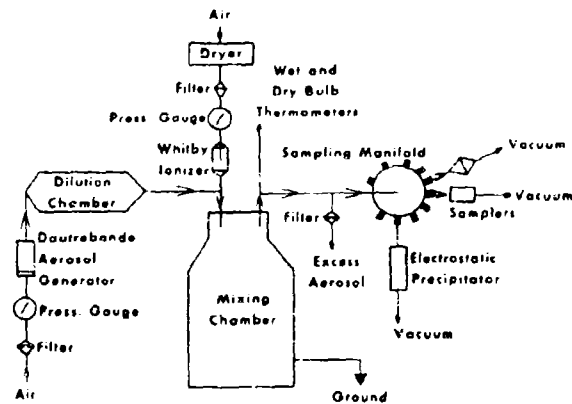 Air
Dryer
Filter
Press. Gauge
Whitby
Ionizer
Wet and
Dry Bulb
Thermometers
Sampling Manifold
Vacuum
Vacuum
Samplers
Dilution
Chamber
Filter
Excess
Aerosol
Electrostatic
Precipitator
Vacuum
Dautrebande
Aerosol
Generator
Press. Gauge
Filter
Air
Mixing
Chamber
Ground